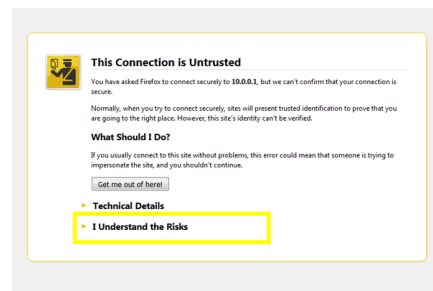 This Connection is Untrusted
You have asked Firefox to connect securely to 10.0.0.1, but we can't confirm that your connection is
secure.
Normally, when you try to connect securely, sites will present trusted identification to prove that you
are going to the right place. However, this site's identity can't be verified.
What Should I Do?
If you usually connect to this site without problems, this error could mean that someone is trying to
impersonate the site, and you shouldn't continue.
Get me out of here!
Technical Details
I Understand the Risks